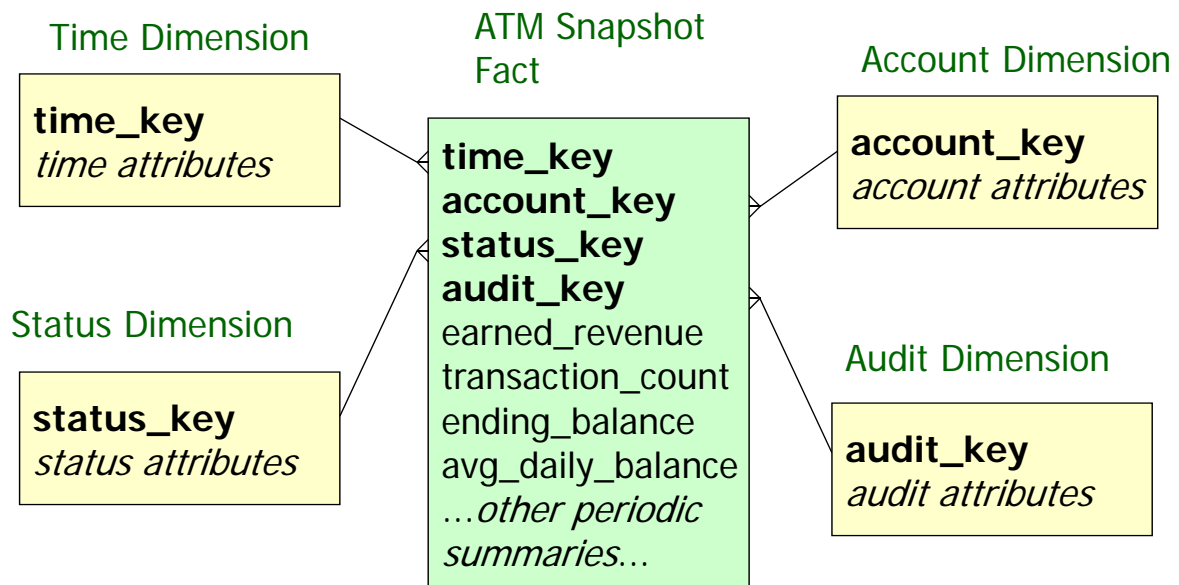 Time Dimension
time_key
time attributes
Status Dimension
status_key
status attributes
ATM Snapshot
Fact
time_key
account_key
status_key
audit_key
earned_revenue
transaction_count
ending_balance
avg_daily_balance
…other periodic
summaries…
Account Dimension
account_key
account attributes
Audit Dimension
audit_key
audit attributes